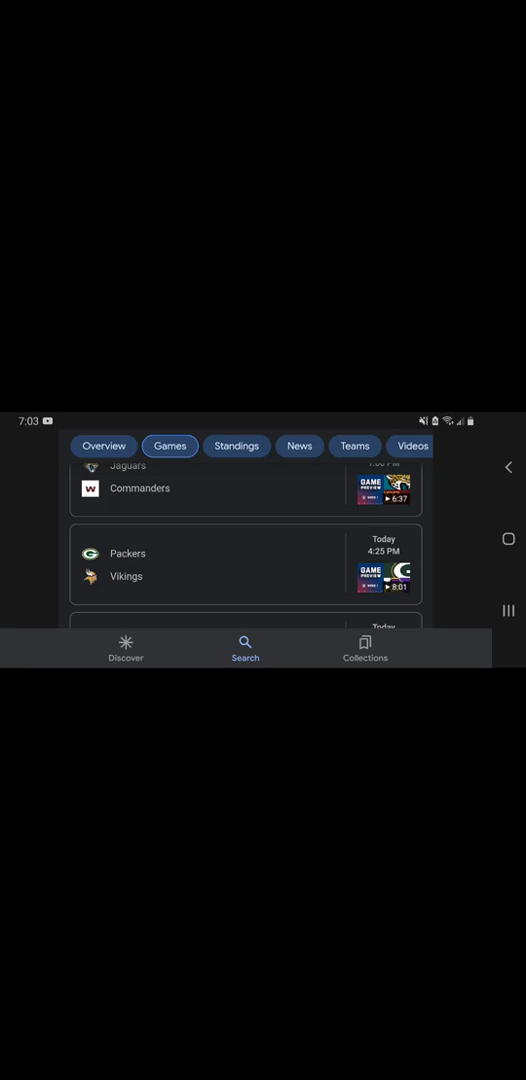 7:03
Overview Games Standings News Teams Videos
Jaguars
Commanders
GAME
PREVIEW
6:37
Today
4:25 PM
Packers
Vikings
GAME
PREVIEW
8:01
Today
Discover Search Collections